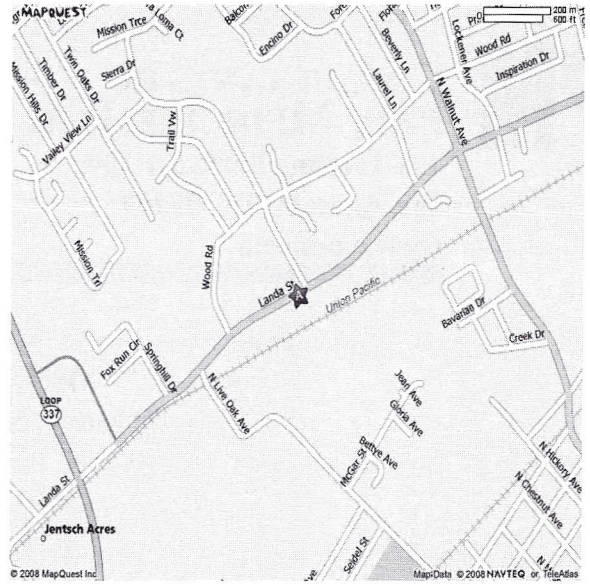 MAPQUEST
200 m
600 ft
Loma Ct
Mission Trce
Encino Dr
Beverly Ln
Lockener Ave
Wood Rd
Inspiration Dr
Twin Oaks Dr
Timber Dr
Mission Hills Dr
Sierra Dr
Laurel Ln
N Walnut Ave
Valley View Ln
Trail Vw
Mission Trl
Wood Rd
Landa St
A
Union Pacific
Bavarian Dr
Creek Dr
Fox Run Cir
Springhill Dr
LOOP
337
N Live Oak Ave
Jean Ave
Gloria Ave
Bettye Ave
McGar St
N Hickory Ave
N Chestnut Ave
Landa St
Jentsch Acres
Seidel St
© 2008 MapQuest Inc
Map Data © 2008 NAVTEQ or TeleAtlas